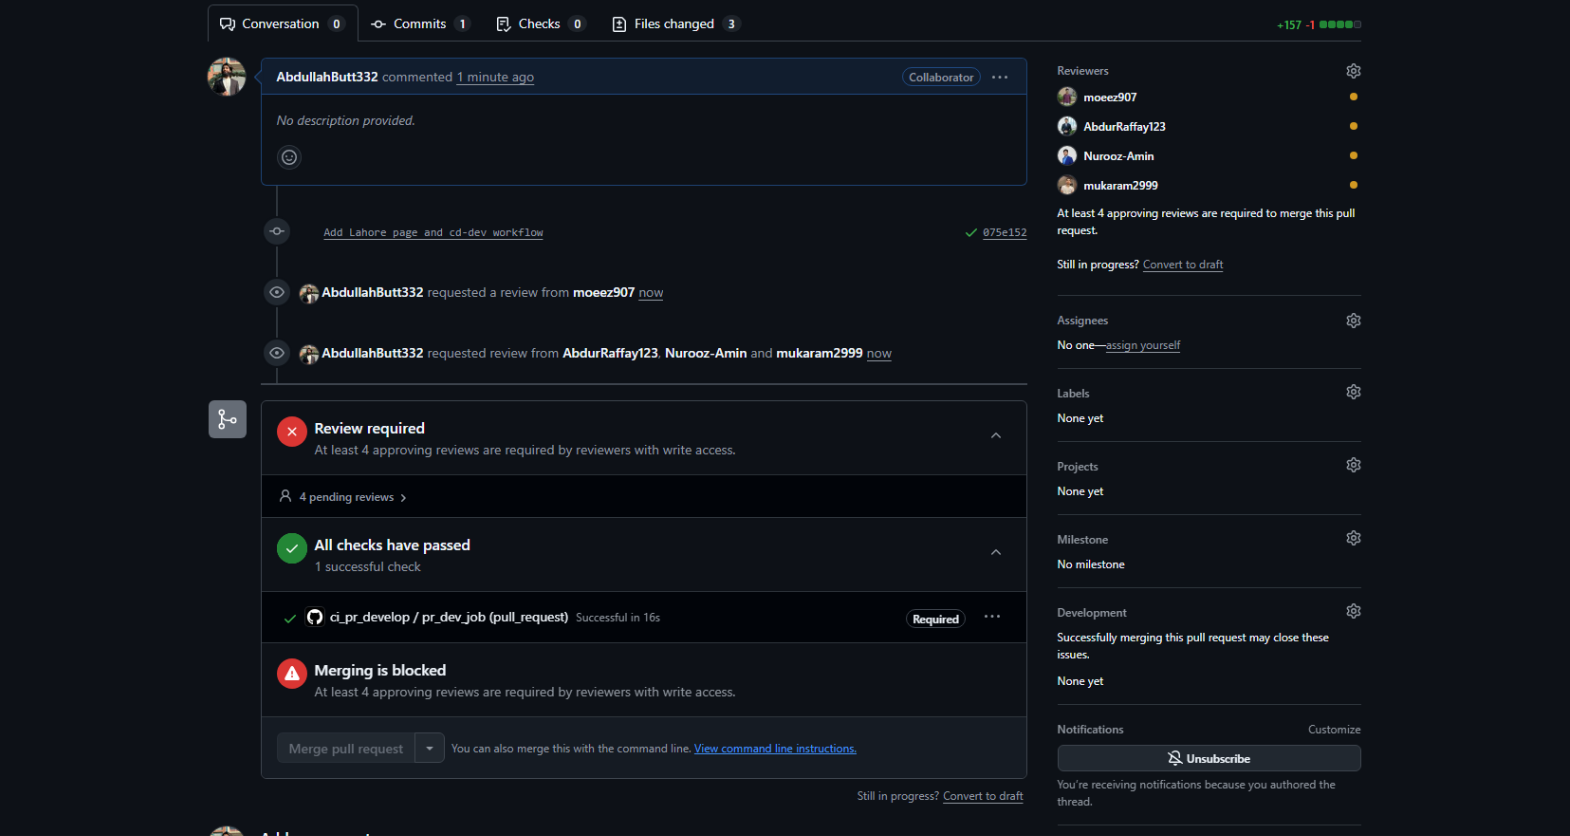 Conversation 0
Commits 1
Checks 0
Files changed 3
+157 -1
AbdullahButt332 commented 1 minute ago
Collaborator
No description provided.
Add Lahore page and cd-dev workflow
075e152
AbdullahButt332 requested a review from moeez907 now
AbdullahButt332 requested review from AbdurRaffay123, Nurooz-Amin and mukaram2999 now
Review required
At least 4 approving reviews are required by reviewers with write access.
4 pending reviews
All checks have passed
1 successful check
ci_pr_develop / pr_dev_job (pull_request) Successful in 16s
Required
Merging is blocked
At least 4 approving reviews are required by reviewers with write access.
Merge pull request
You can also merge this with the command line. View command line instructions.
Still in progress? Convert to draft
Reviewers
moeez907
AbdurRaffay123
Nurooz-Amin
mukaram2999
At least 4 approving reviews are required to merge this pull
request.
Still in progress? Convert to draft
Assignees
No one—assign yourself
Labels
None yet
Projects
None yet
Milestone
No milestone
Development
Successfully merging this pull request may close these
issues.
None yet
Notifications
Customize
Unsubscribe
You're receiving notifications because you authored the
thread.